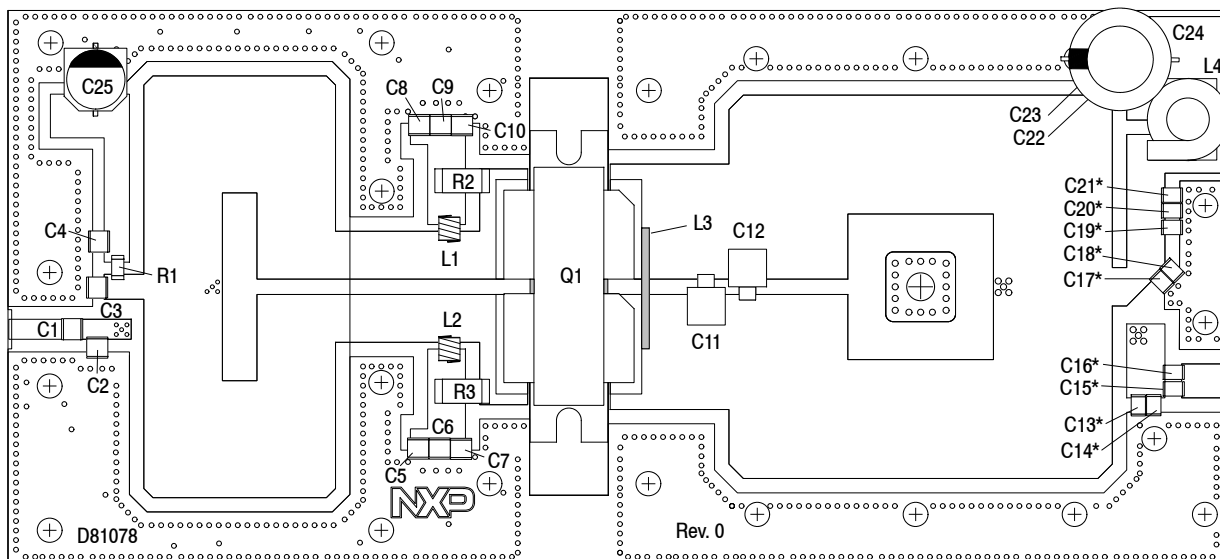 C25
C8
C9
C10
R2
L1
C4
R1
C3
C1
C2
L2
R3
C6
C5
C7
NXP
D81078
Q1
L3
C12
C11
Rev. 0
C24
L4
C23
C22
C21*
C20*
C19*
C18*
C17*
C16*
C15*
C13*
C14*